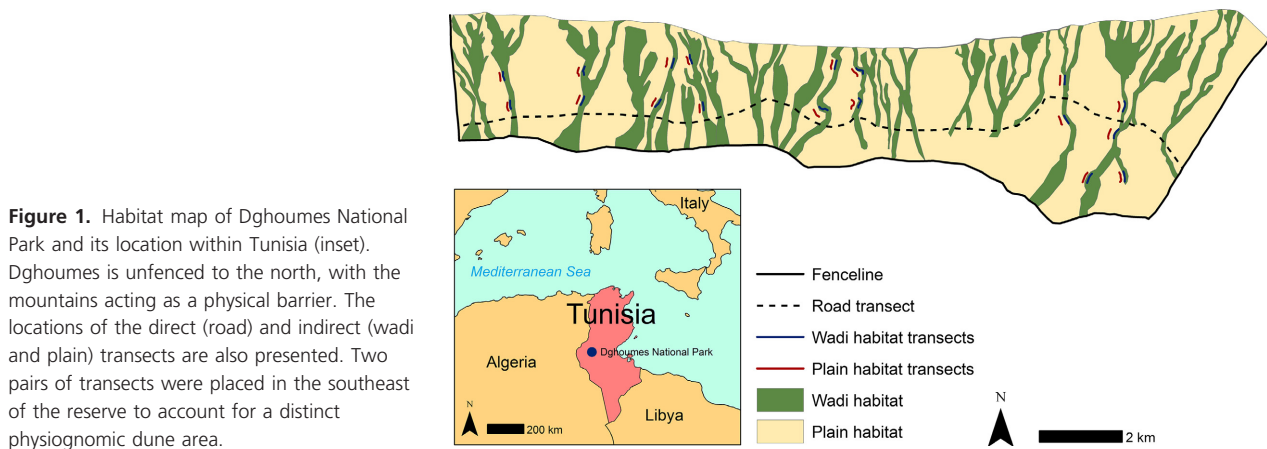 Figure 1. Habitat map of Dghoumes National
Park and its location within Tunisia (inset).
Dghoumes is unfenced to the north, with the
mountains acting as a physical barrier. The
locations of the direct (road) and indirect (wadi
and plain) transects are also presented. Two
pairs of transects were placed in the southeast
of the reserve to account for a distinct
physiognomic dune area.
Italy
Mediterranean Sea
Tunisia
Dghoumes National Park
Algeria
Libya
N
200 km
Fenceline
Road transect
Wadi habitat transects
Plain habitat transects
Wadi habitat
Plain habitat
N
2 km